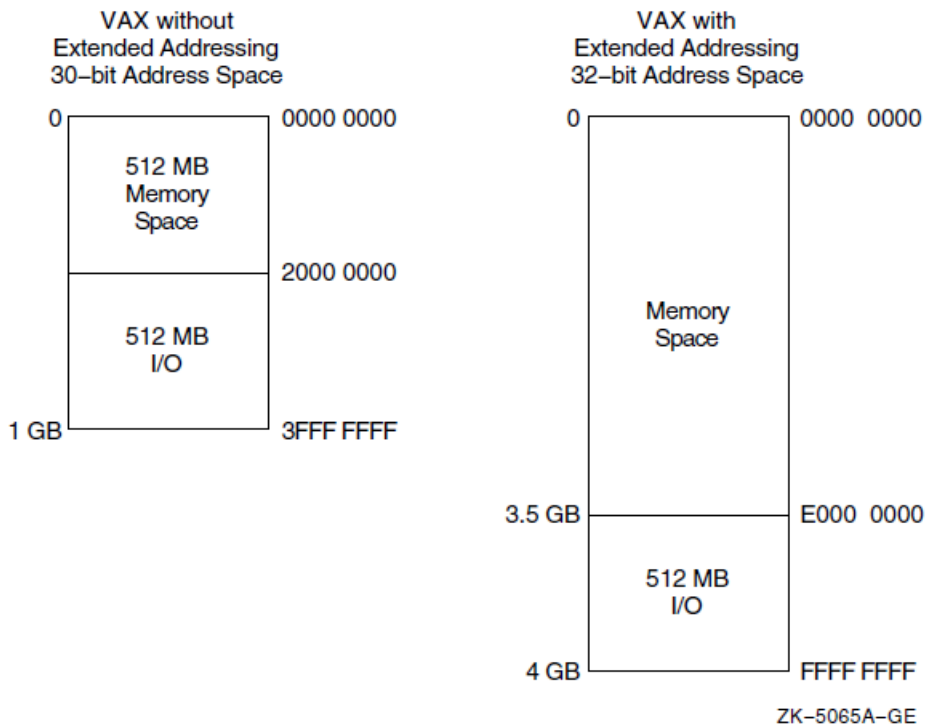 VAX without
Extended Addressing
30–bit Address Space
0
0000 0000
512 MB
Memory
Space
2000 0000
512 MB
I/O
1 GB
3FFF FFFF
VAX with
Extended Addressing
32–bit Address Space
0
0000 0000
Memory
Space
3.5 GB
E000 0000
512 MB
I/O
4 GB
FFFF FFFF
ZK–5065A–GE